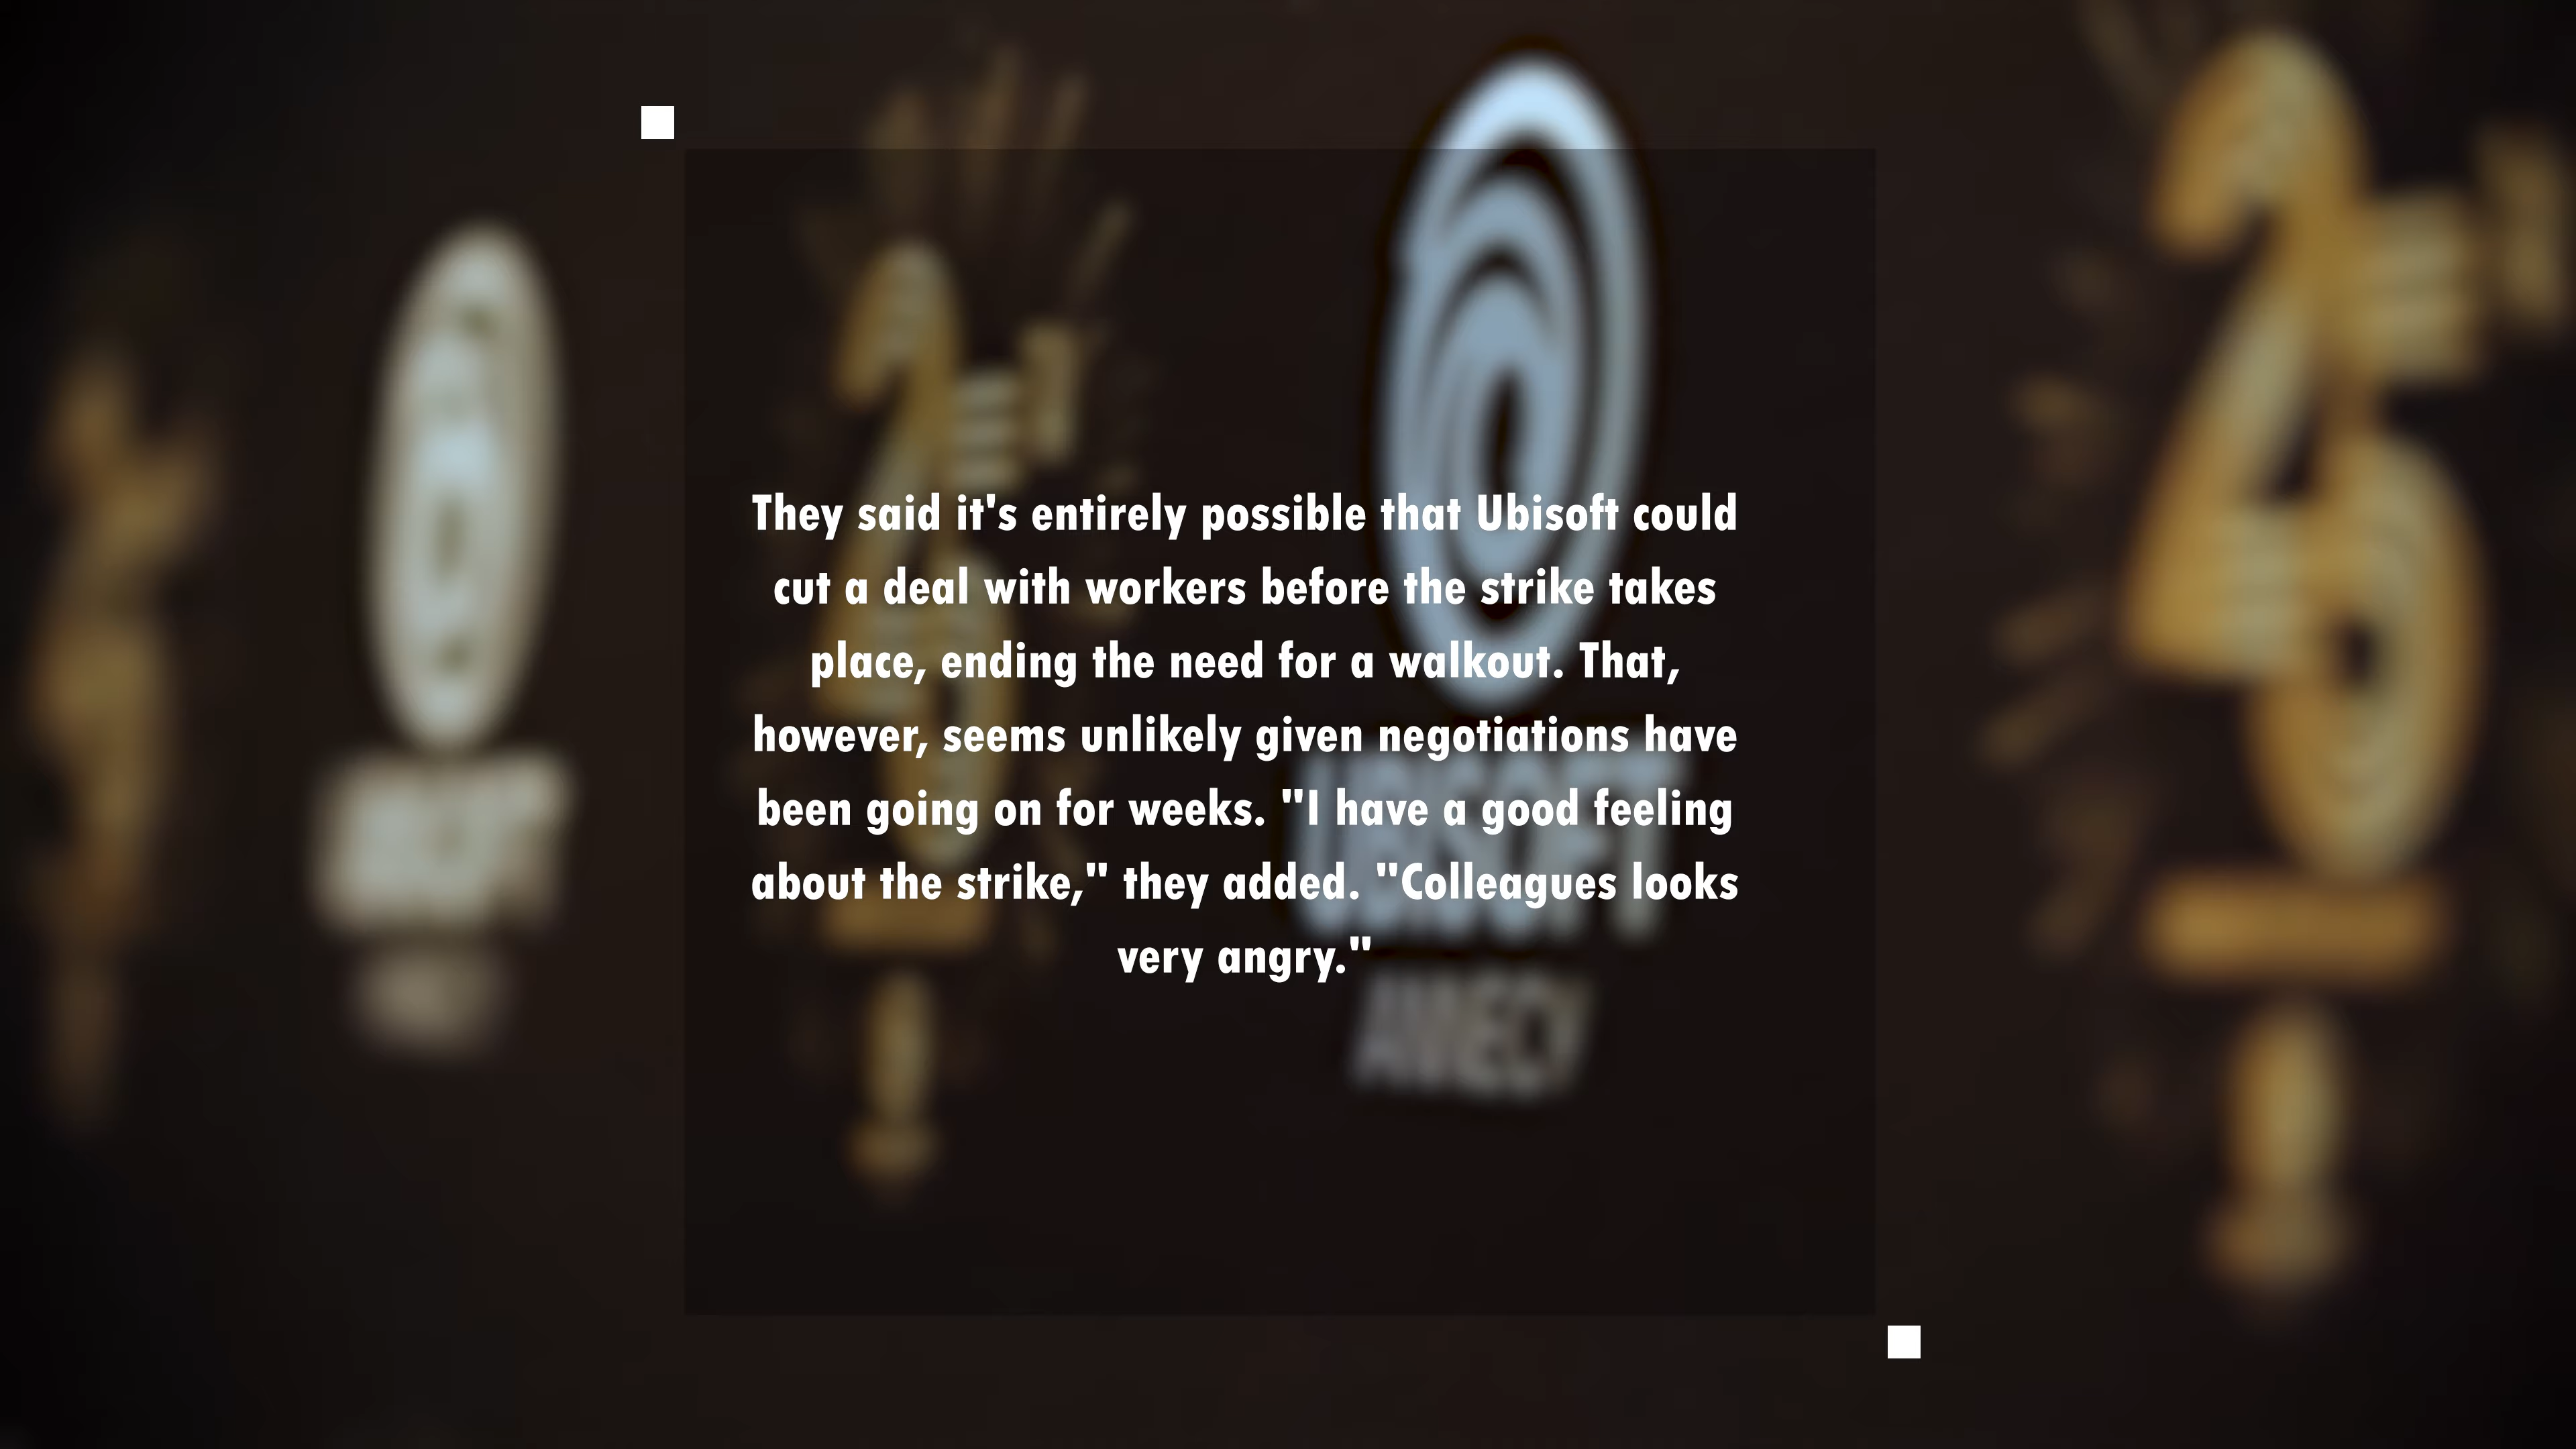 They said it's entirely possible that Ubisoft could
cut a deal with workers before the strike takes
place, ending the need for a walkout. That,
however, seems unlikely given negotiations have
been going on for weeks. "I have a good feeling
about the strike," they added. "Colleagues looks
very angry."
UBISOFT
ANNECY